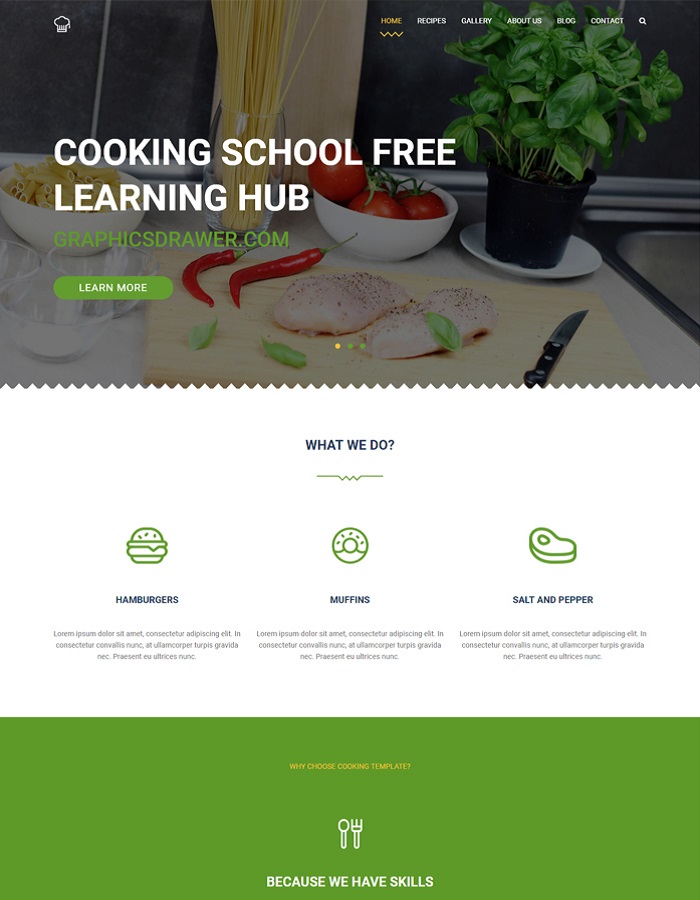 HOME RECIPES GALLERY ABOUT US BLOG CONTACT
COOKING SCHOOL FREE
LEARNING HUB
GRAPHICSDRAWER.COM
LEARN MORE
WHAT WE DO?
HAMBURGERS
Lorem ipsum dolor sit amet, consectetur adipiscing elit. In
consectetur convallis nunc, at ullamcorper turpis gravida
nec. Praesent eu ultrices nunc.
MUFFINS
Lorem ipsum dolor sit amet, consectetur adipiscing elit. In
consectetur convallis nunc, at ullamcorper turpis gravida
nec. Praesent eu ultrices nunc.
SALT AND PEPPER
Lorem ipsum dolor sit amet, consectetur adipiscing elit. In
consectetur convallis nunc, at ullamcorper turpis gravida
nec. Praesent eu ultrices nunc.
WHY CHOOSE COOKING TEMPLATE?
BECAUSE WE HAVE SKILLS